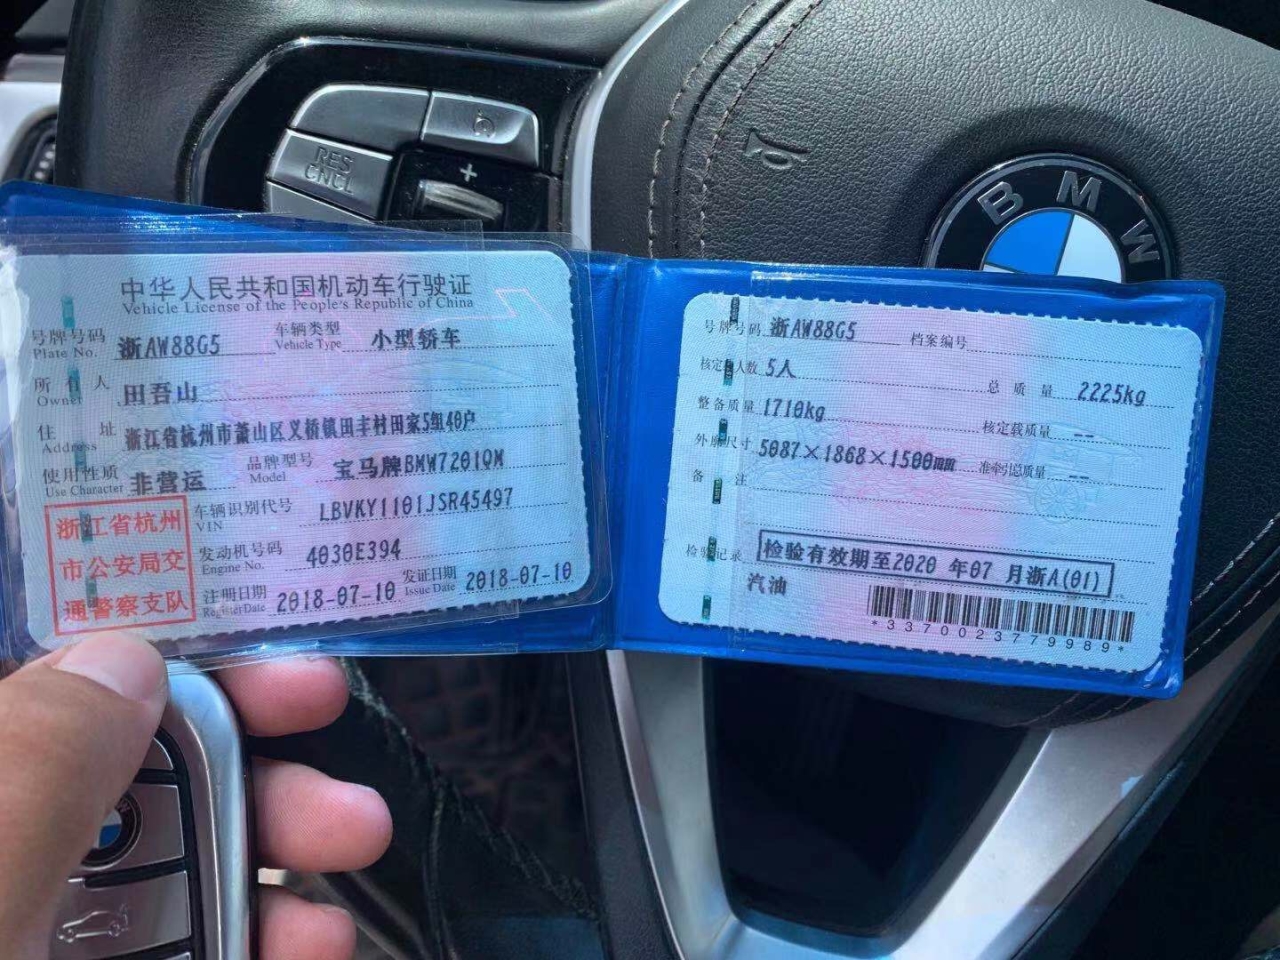 RES
CNCL
+
BMW
中华人民共和国机动车行驶证
Vehicle License of the People's Republic of China
号牌号码 浙AW88G5 车辆类型 小型轿车
Plate No. Vehicle Type
所有人 田吾山
Owner
住址 浙江省杭州市萧山区义桥镇田丰村田家5组40户
Address
使用性质 非营运 品牌型号 宝马牌BMW7201QM
Use Character Model
浙江省杭州
市公安局交
通警察支队
车辆识别代号 LBVKY1101JSR45497
VIN
发动机号码 4030E394
Engine No.
注册日期 2018-07-10 发证日期 2018-07-10
Register Date Issue Date
号牌号码 浙AW88G5 档案编号
核定人数 5人 总质量 2225kg
整备质量 1710kg 核定载质量 --
外廓尺寸 5087×1868×1500mm 准牵引总质量 --
备注
检验记录 检验有效期至2020年07月浙A(01)
汽油
*3370023779989*